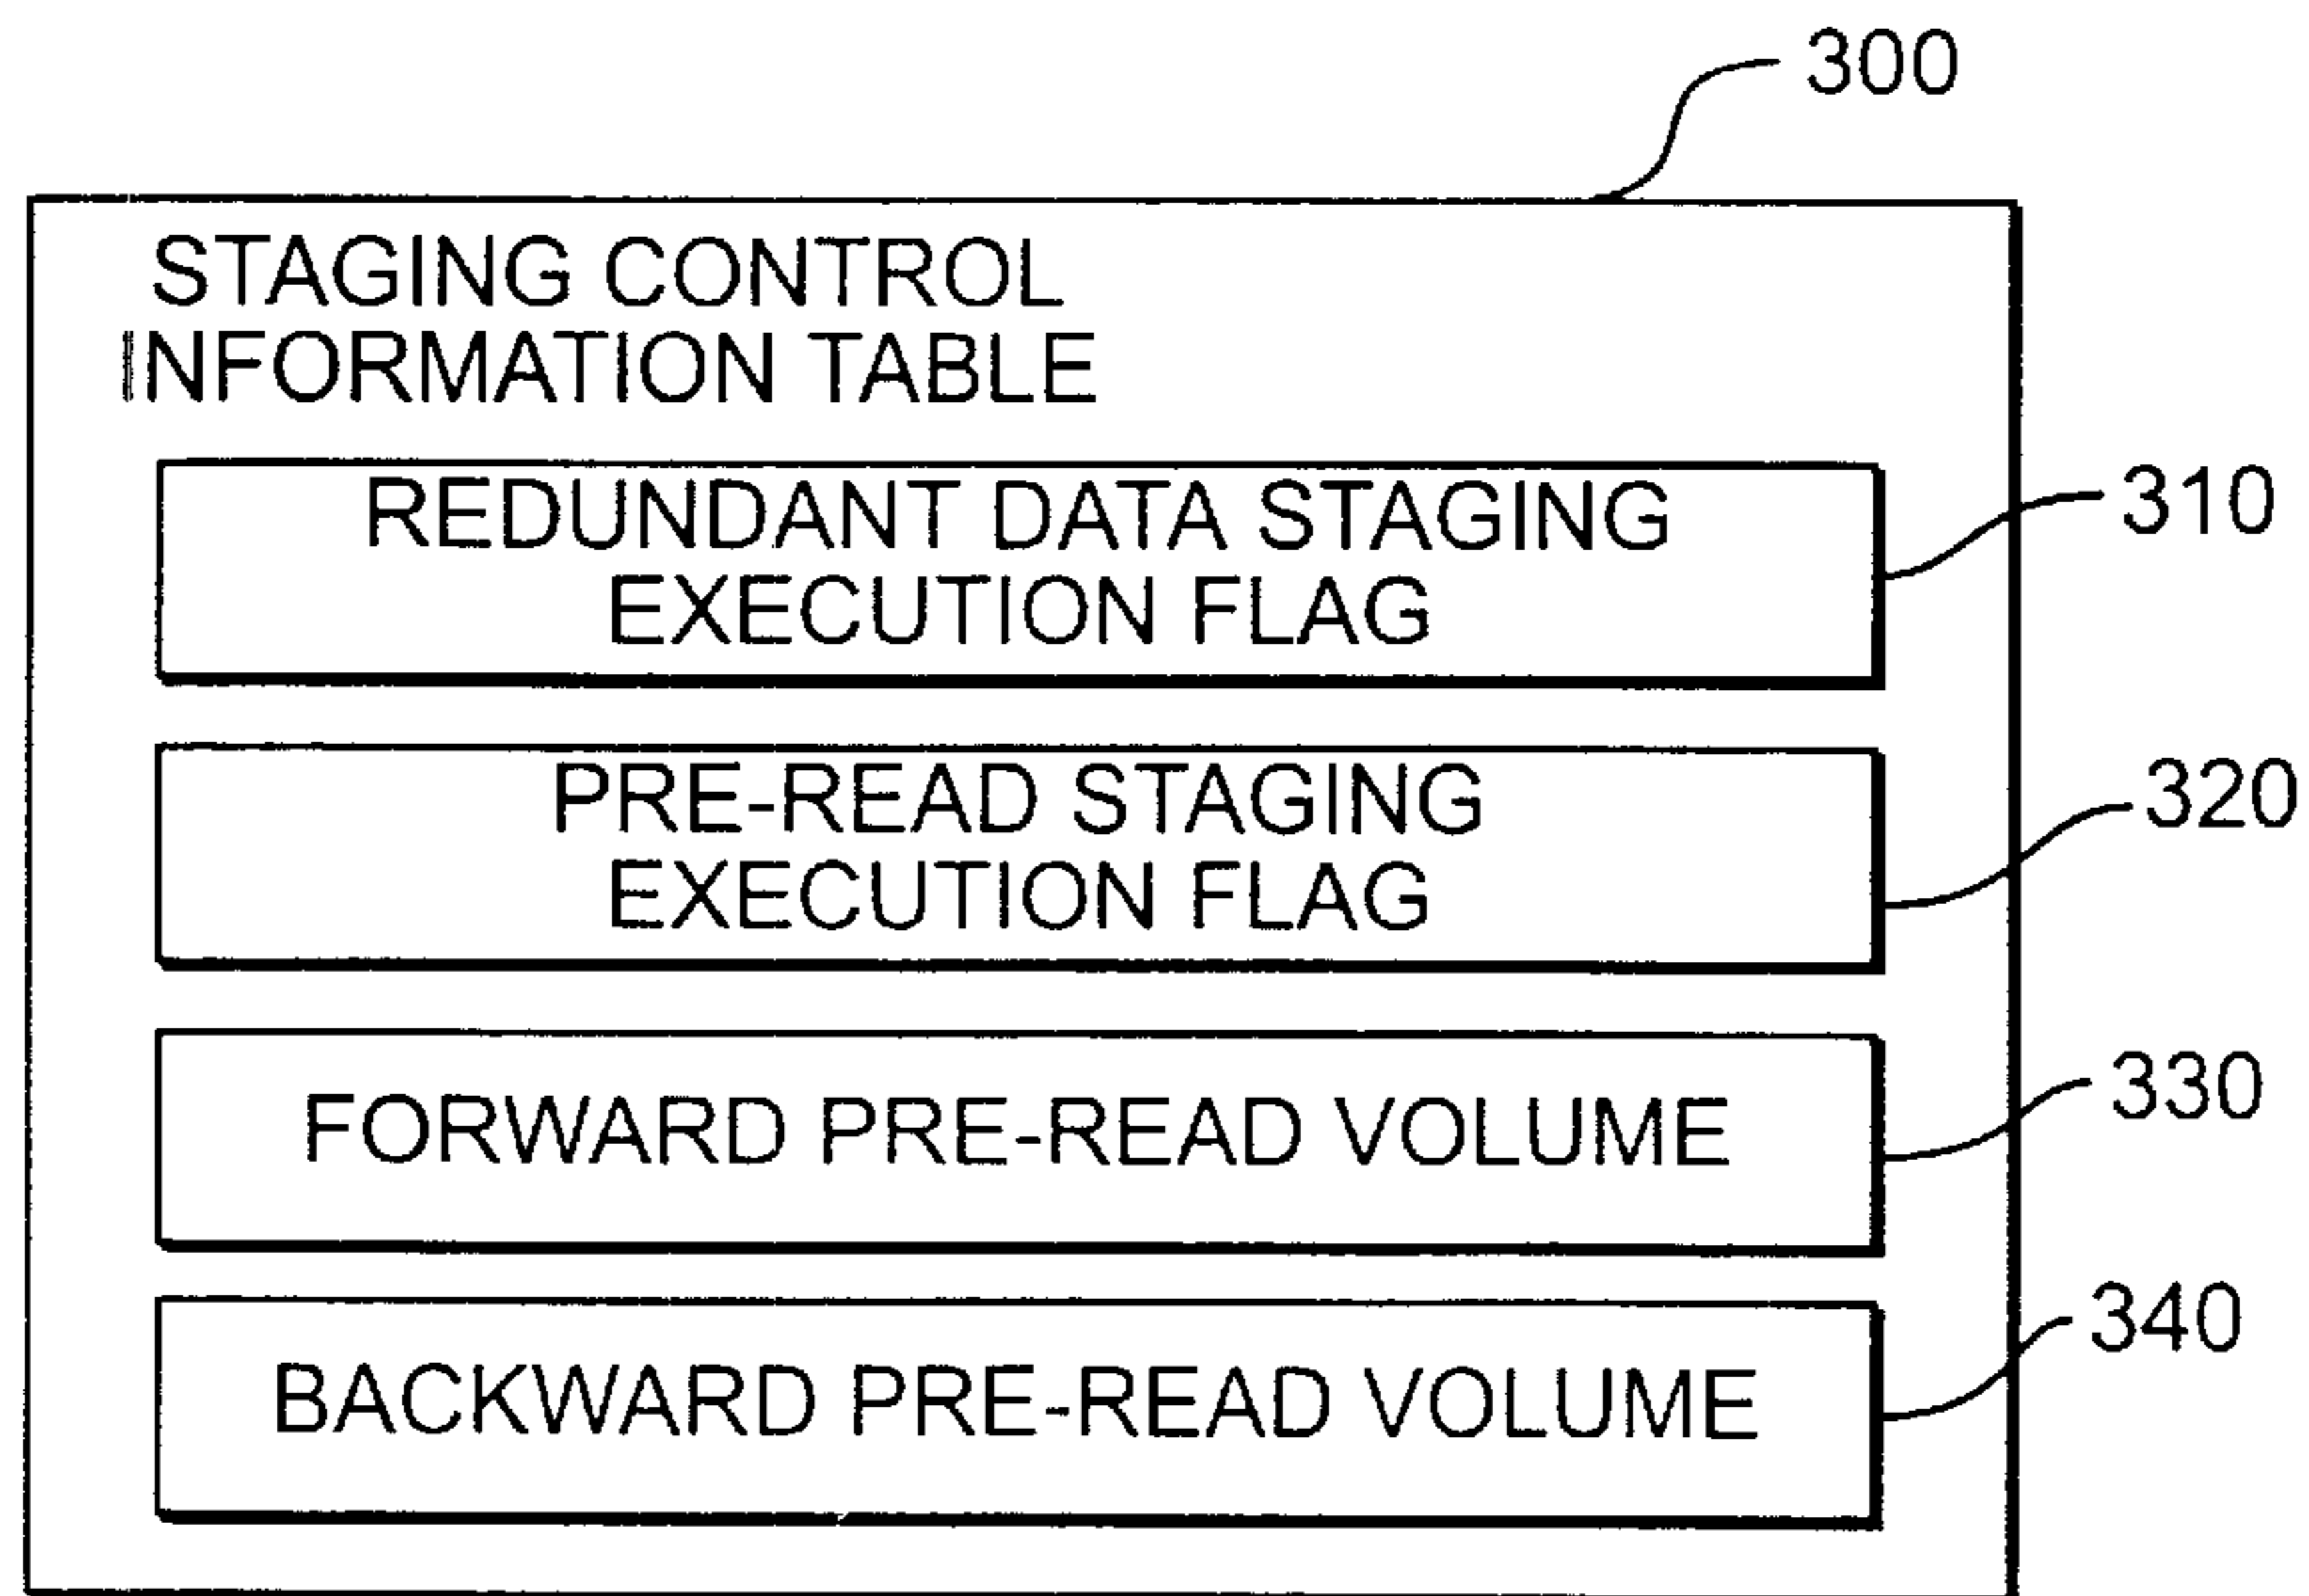 300
STAGING CONTROL
INFORMATION TABLE
REDUNDANT DATA STAGING
EXECUTION FLAG
310
PRE-READ STAGING
EXECUTION FLAG
320
FORWARD PRE-READ VOLUME
330
BACKWARD PRE-READ VOLUME
340